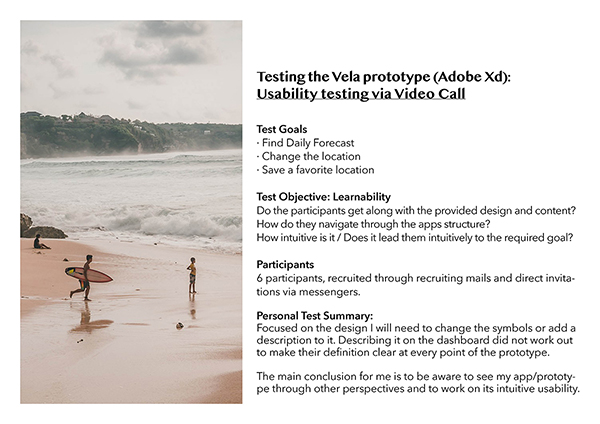 Testing the Vela prototype (Adobe Xd):
Usability testing via Video Call
Test Goals
· Find Daily Forecast
· Change the location
· Save a favorite location
Test Objective: Learnability
Do the participants get along with the provided design and content?
How do they navigate through the apps structure?
How intuitive is it / Does it lead them intuitively to the required goal?
Participants
6 participants, recruited through recruiting mails and direct invita-
tions via messengers.
Personal Test Summary:
Focused on the design I will need to change the symbols or add a
description to it. Describing it on the dashboard did not work out
to make their definition clear at every point of the prototype.
The main conclusion for me is to be aware to see my app/prototy-
pe through other perspectives and to work on its intuitive usability.